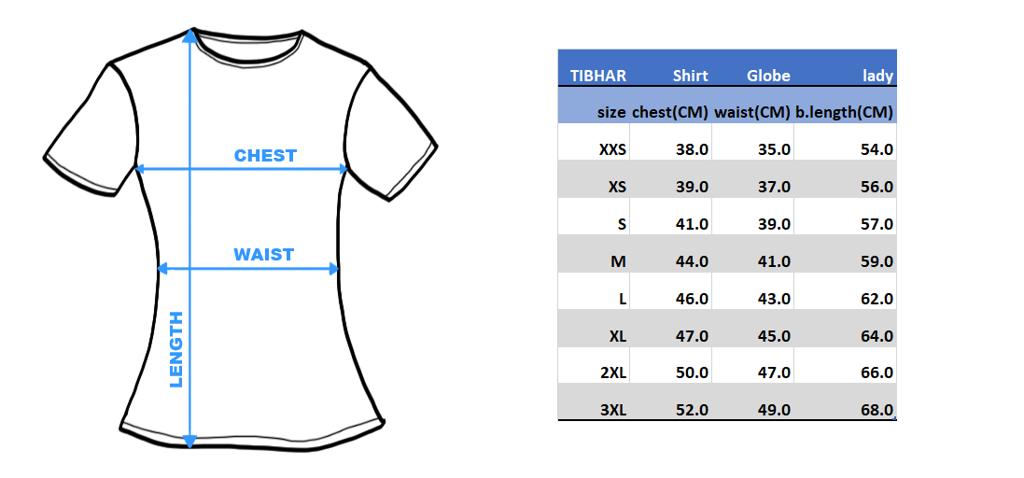 CHEST
WAIST
LENGTH
TIBHAR Shirt Globe lady
size chest(CM) waist(CM) b.length(CM)
XXS 38.0 35.0 54.0
XS 39.0 37.0 56.0
S 41.0 39.0 57.0
M 44.0 41.0 59.0
L 46.0 43.0 62.0
XL 47.0 45.0 64.0
2XL 50.0 47.0 66.0
3XL 52.0 49.0 68.0